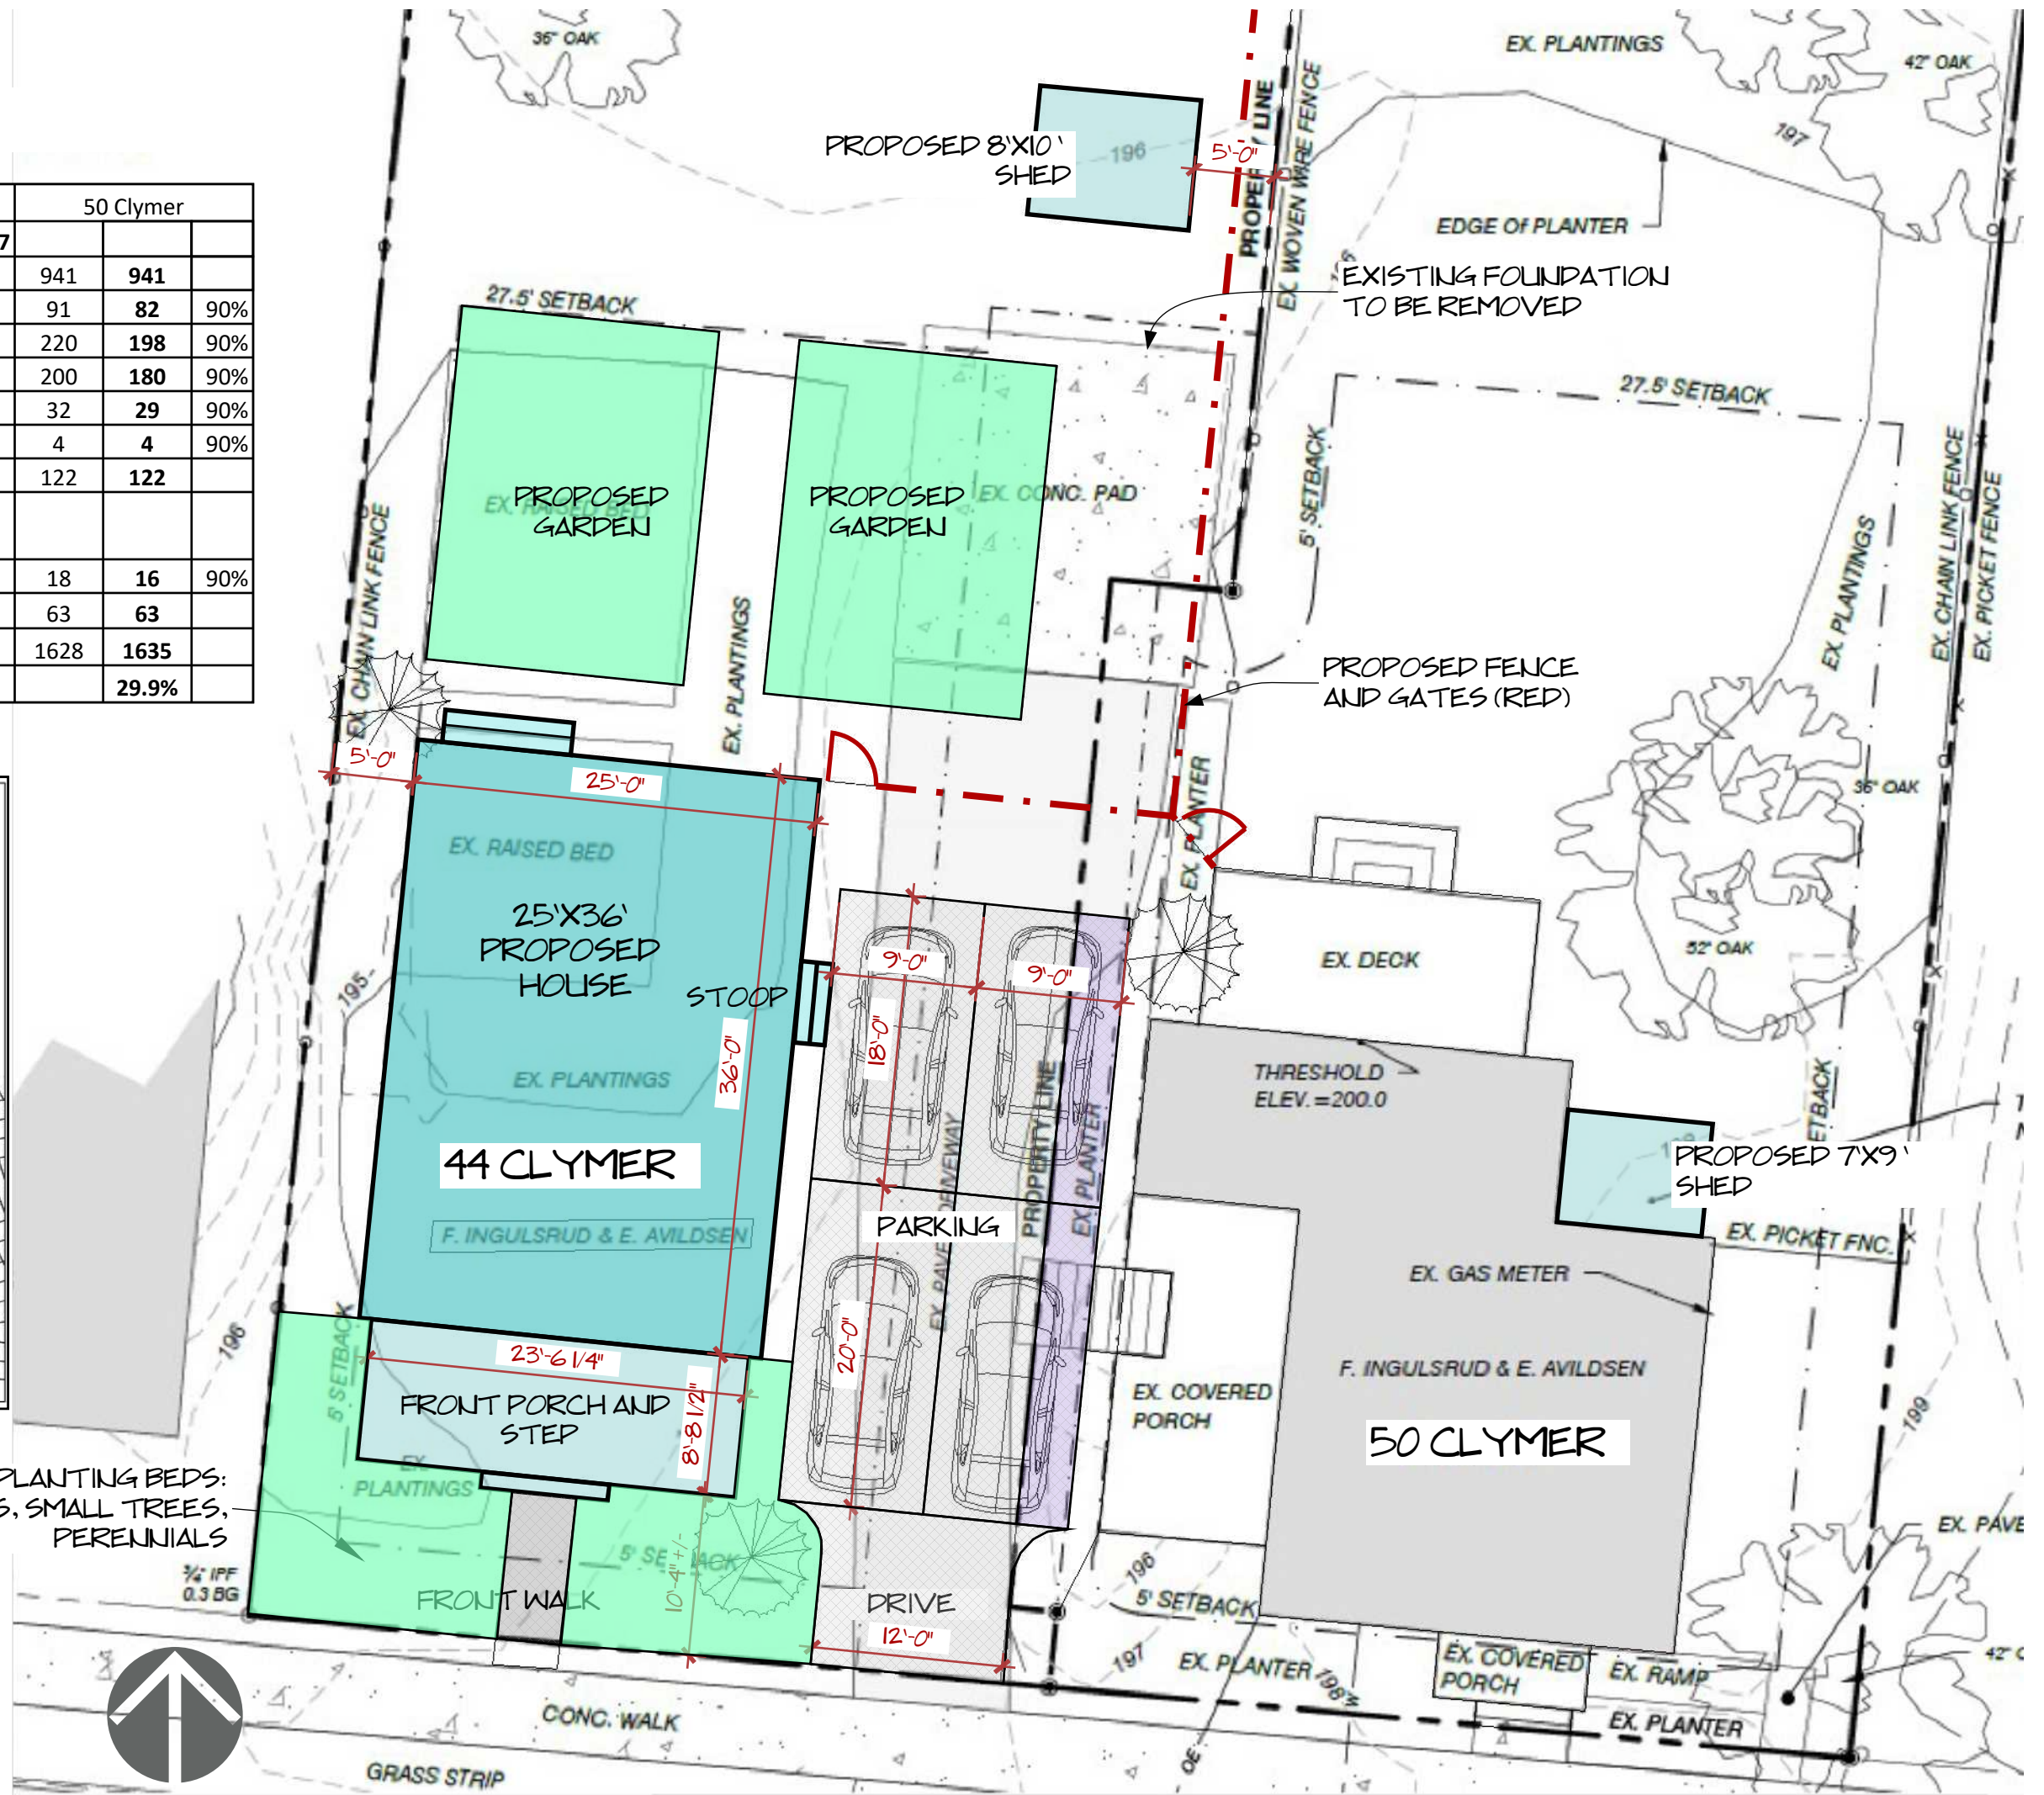 36" OAK
EX. PLANTINGS
42" OAK
197
PROPERTY LINE
EX. WOVEN WIRE FENCE
PROPOSED 8'X10'
SHED
196
5'-0"
EDGE Of PLANTER
50 Clymer
7
941 941
91 82 90%
220 198 90%
200 180 90%
32 29 90%
4 4 90%
122 122
18 16 90%
63 63
1628 1635
29.9%
EXISTING FOUNDATION
TO BE REMOVED
27.5' SETBACK
27.5' SETBACK
5' SETBACK
PROPOSED
GARDEN
EX. RAISED BED
PROPOSED
GARDEN
EX. CONC. PAD
EX. CHAIN LINK FENCE
EX. PLANTINGS
EX. PLANTINGS
EX. CHAIN LINK FENCE
EX. PICKET FENCE
PROPOSED FENCE
AND GATES (RED)
5'-0"
25'-0"
EX. PLANTER
36" OAK
EX. RAISED BED
25'X36'
PROPOSED
HOUSE
STOOP
36'-0"
9'-0"
9'-0"
18'-0"
EX. DECK
52" OAK
195
EX. PLANTINGS
THRESHOLD
ELEV.=200.0
PROPERTY LINE
EX. PLANTER
ETBACK
44 CLYMER
PROPOSED 7'X9'
SHED
F. INGULSRUD & E. AVILDSEN
PARKING
EX. PICKET FNC.
EX. GAS METER
196
5' SETBACK
23'-6 1/4"
20'-0"
FRONT PORCH AND
STEP
8'-8 1/2"
EX. COVERED
PORCH
F. INGULSRUD & E. AVILDSEN
50 CLYMER
199
PLANTING BEDS:
S, SMALL TREES,
PERENNIALS
EX.
PLANTINGS
EX. PAVE
¾" IPF
0.3 BG
5' SE BACK
10'-4" +/-
FRONT WALK
DRIVE
12'-0"
196
5' SETBACK
197
EX. PLANTER
198
EX. COVERED
PORCH
EX. RAMP
42" O
EX. PLANTER
CONC. WALK
OE
GRASS STRIP